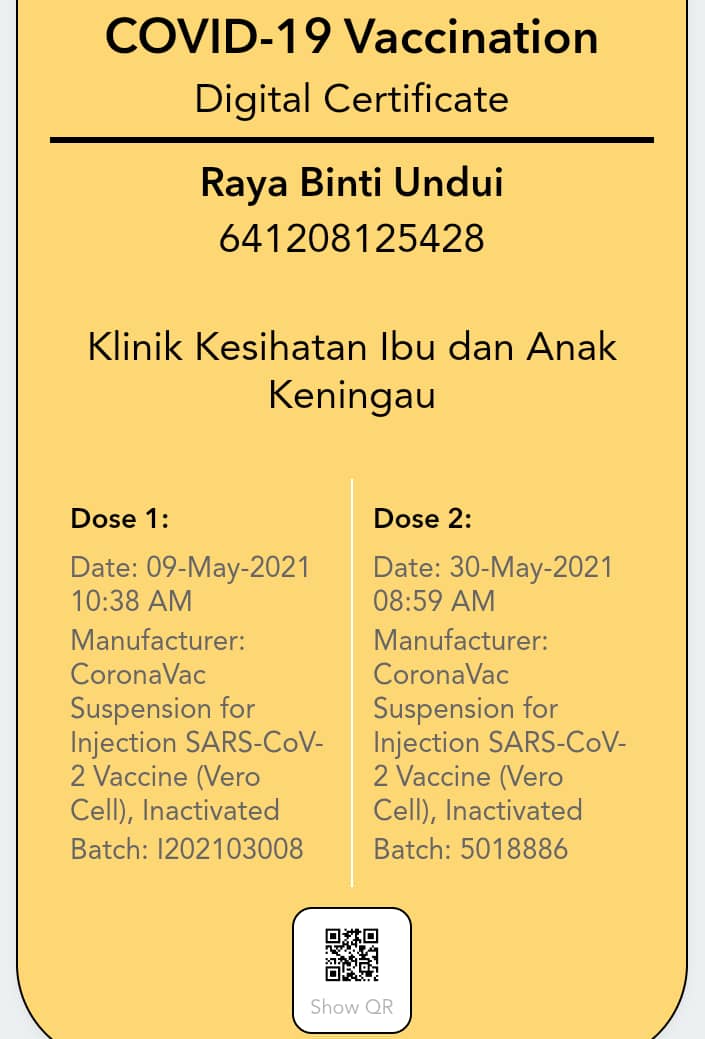 COVID-19 Vaccination
Digital Certificate
Raya Binti Undui
641208125428
Klinik Kesihatan Ibu dan Anak
Keningau
Dose 1:
Date: 09-May-2021
10:38 AM
Manufacturer:
CoronaVac
Suspension for
Injection SARS-CoV-
2 Vaccine (Vero
Cell), Inactivated
Batch: I202103008
Dose 2:
Date: 30-May-2021
08:59 AM
Manufacturer:
CoronaVac
Suspension for
Injection SARS-CoV-
2 Vaccine (Vero
Cell), Inactivated
Batch: 5018886
Show QR